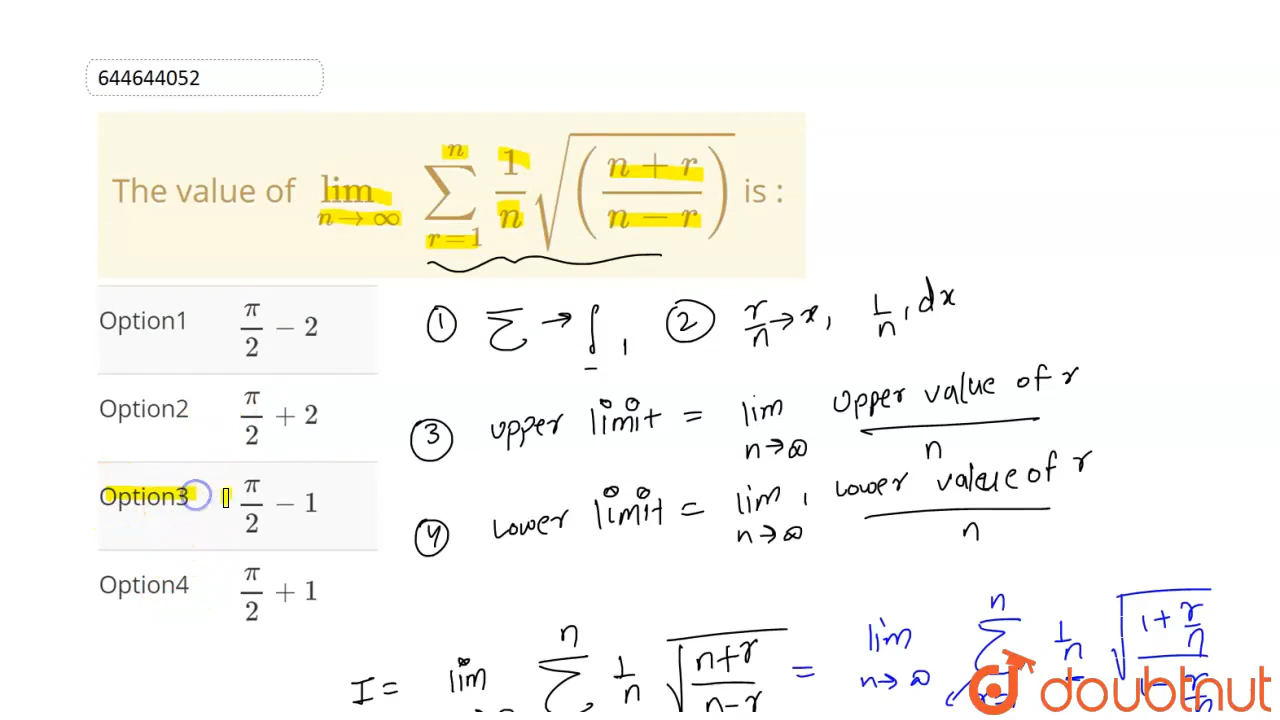 644644052
The value of lim n→∞ ∑ r=1 n 1/n √((n + r)/(n − r)) is :
Option1 π/2 − 2
Option2 π/2 + 2
Option3 π/2 − 1
Option4 π/2 + 1
① Σ → ∫ ② r/n → x, 1/n, dx
③ upper limit = lim n→∞ Upper value of r / n
④ lower limit = lim n→∞ Lower value of r / n
I = lim ∑ n 1/n √(n+r / n−r) = lim n→∞ ∑ n 1/n √(1+ r/n
doubtnut